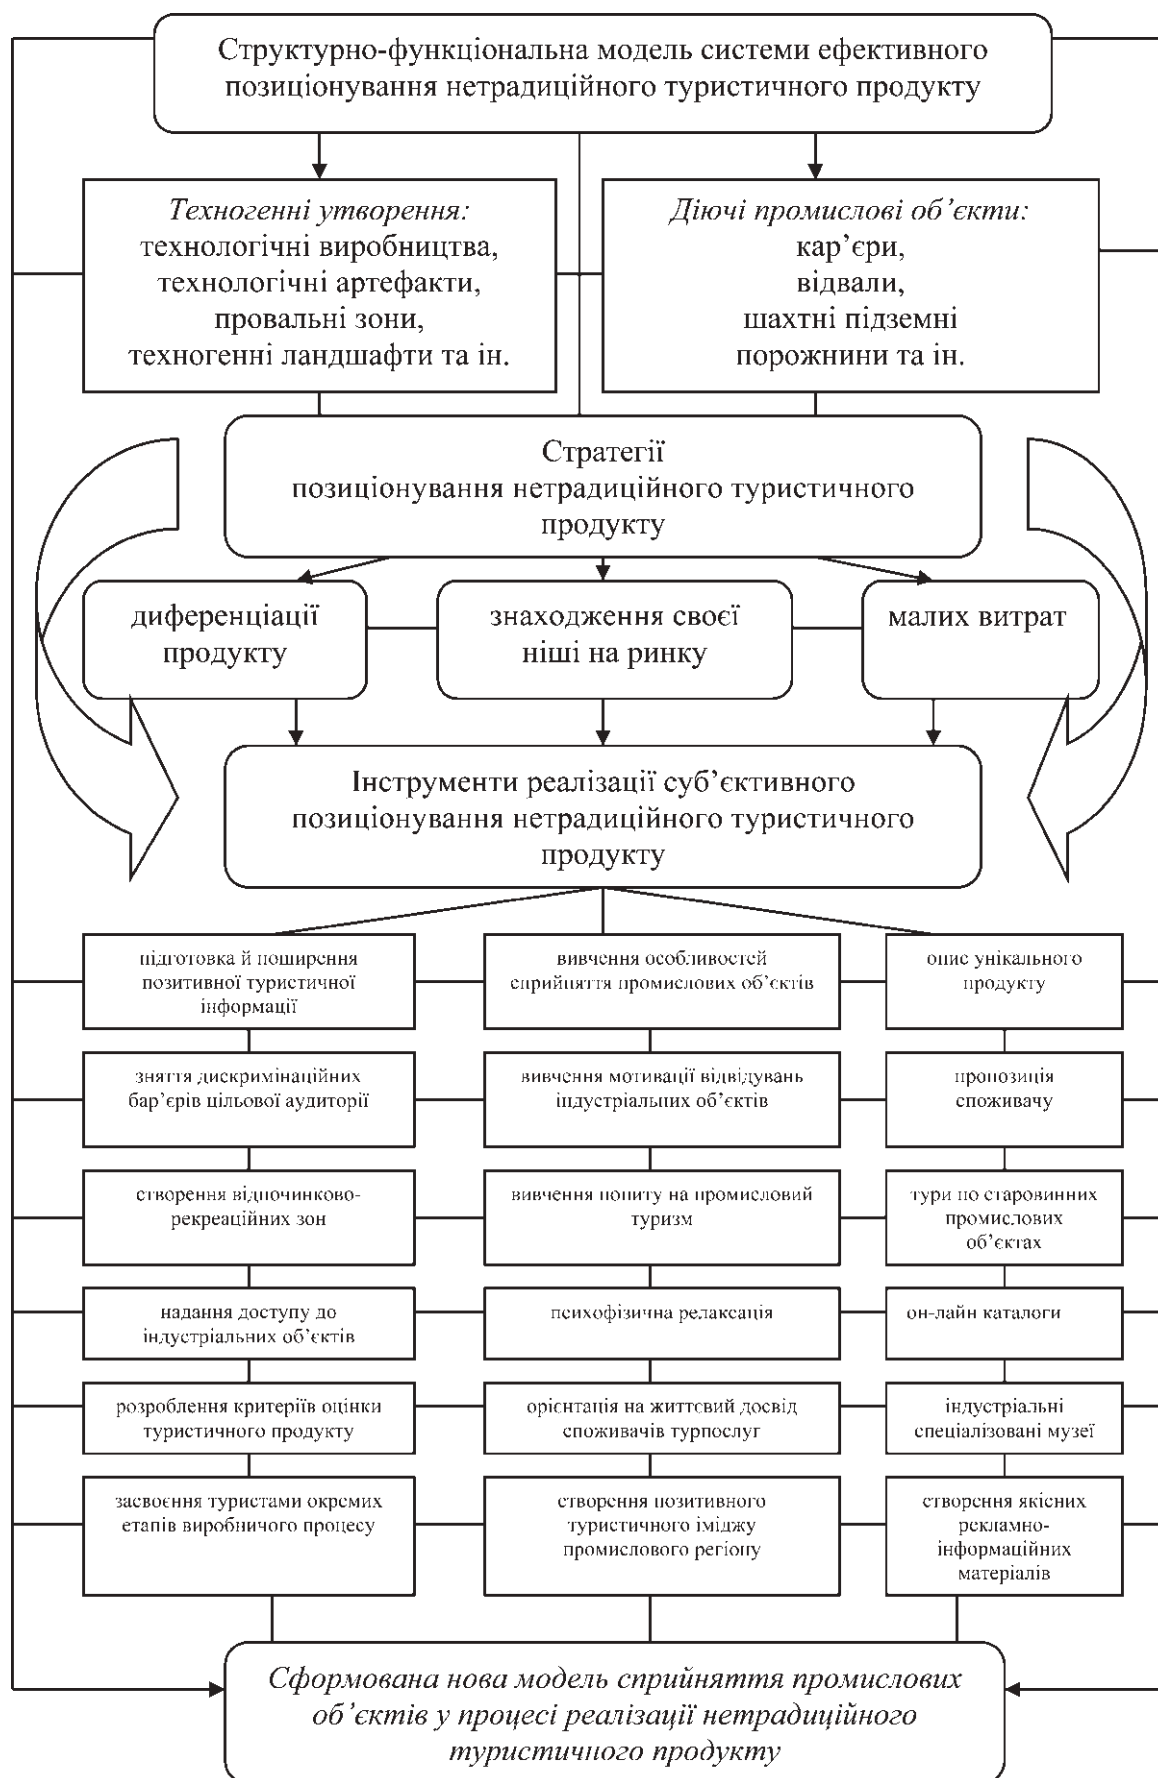 Структурно-функціональна модель системи ефективного
позиціонування нетрадиційного туристичного продукту
Техногенні утворення:
технологічні виробництва,
технологічні артефакти,
провальні зони,
техногенні ландшафти та ін.
Діючі промислові об’єкти:
кар’єри,
відвали,
шахтні підземні
порожнини та ін.
Стратегії
позиціонування нетрадиційного туристичного
продукту
диференціації
продукту
знаходження своєї
ніші на ринку
малих витрат
Інструменти реалізації суб’єктивного
позиціонування нетрадиційного туристичного
продукту
підготовка й поширення
позитивної туристичної
інформації
вивчення особливостей
сприйняття промислових об’єктів
опис унікального
продукту
зняття дискримінаційних
бар’єрів цільової аудиторії
вивчення мотивації відвідувань
індустріальних об’єктів
пропозиція
споживачу
створення відпочинково-
рекреаційних зон
вивчення попиту на промисловий
туризм
тури по старовинних
промислових
об’єктах
надання доступу до
індустріальних об’єктів
психофізична релаксація
он-лайн каталоги
розроблення критеріїв оцінки
туристичного продукту
орієнтація на життєвий досвід
споживачів турпослуг
індустріальні
спеціалізовані музеї
засвоєння туристами окремих
етапів виробничого процесу
створення позитивного
туристичного іміджу
промислового регіону
створення якісних
рекламно-
інформаційних
матеріалів
Сформована нова модель сприйняття промислових
об’єктів у процесі реалізації нетрадиційного
туристичного продукту